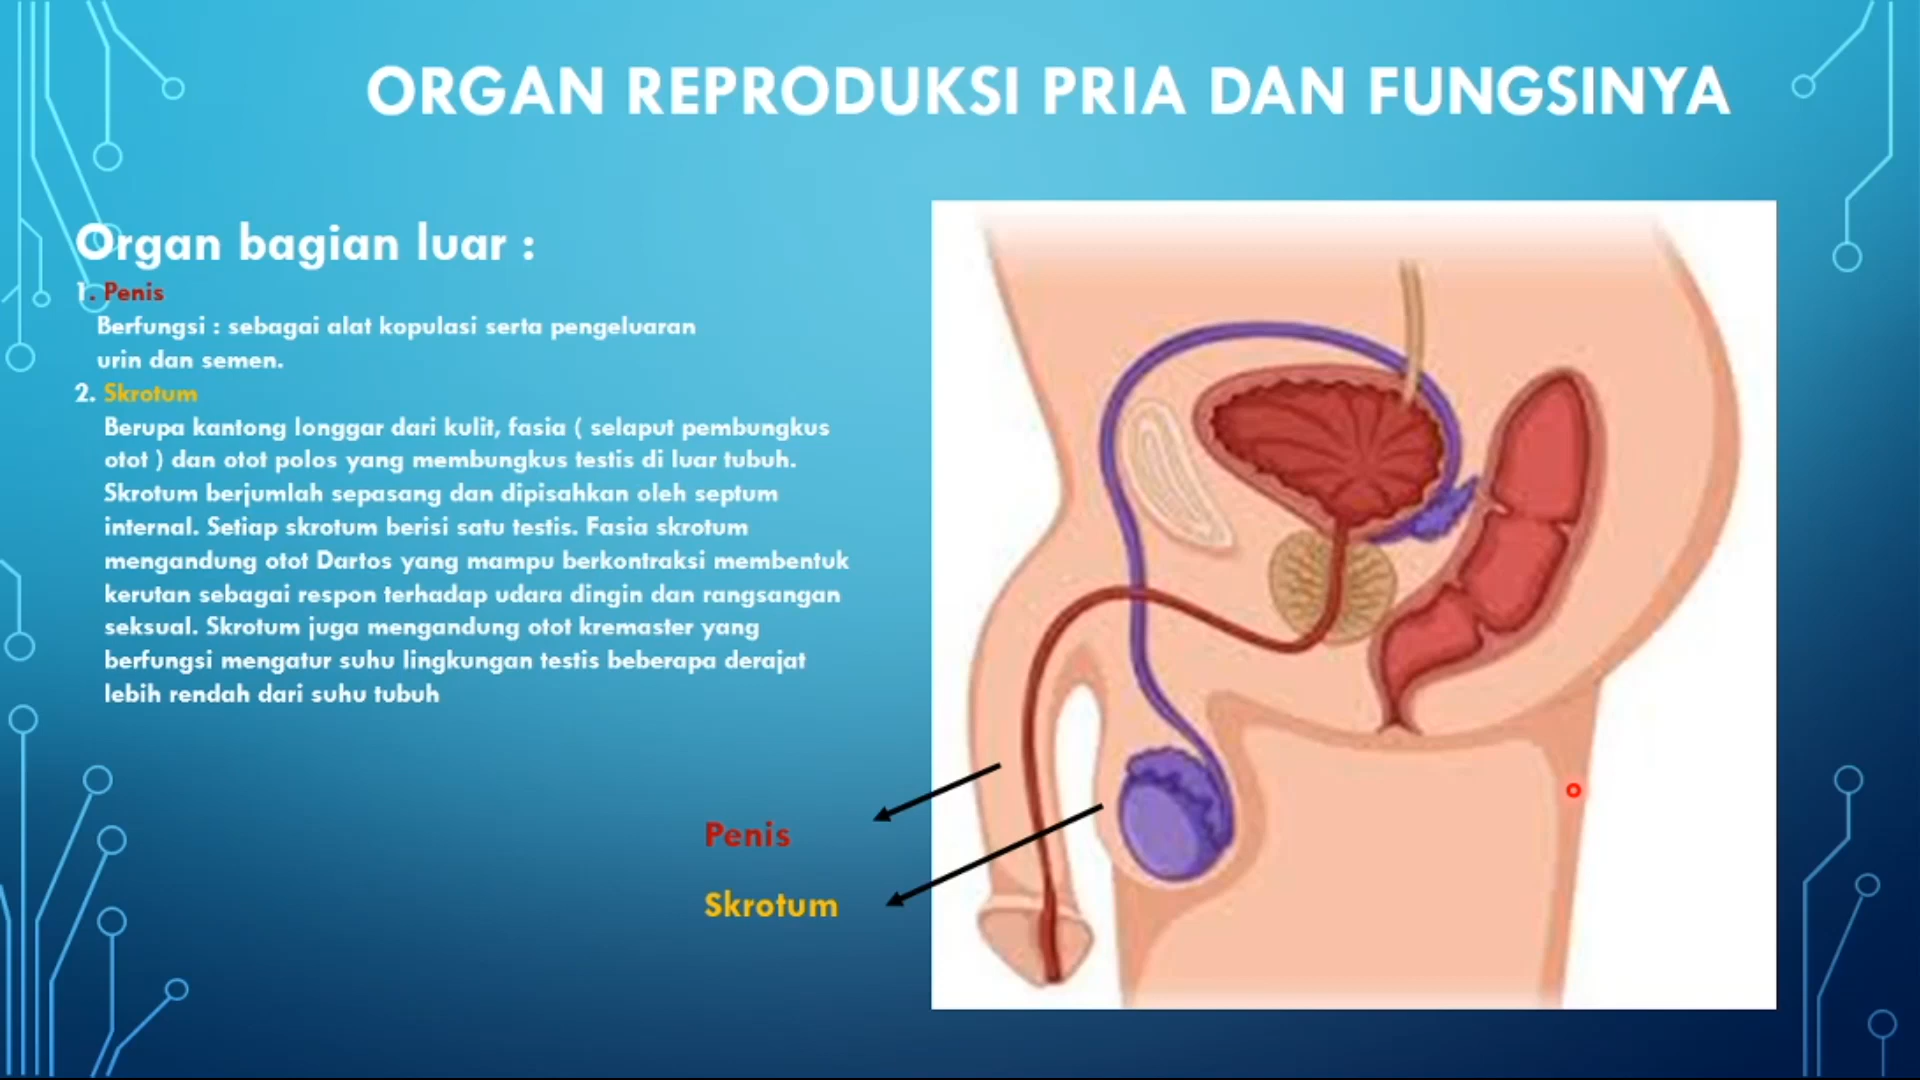 ORGAN REPRODUKSI PRIA DAN FUNGSINYA
Organ bagian luar :
1. Penis
Berfungsi : sebagai alat kopulasi serta pengeluaran
urin dan semen.
2. Skrotum
Berupa kantong longgar dari kulit, fasia ( selaput pembungkus
otot ) dan otot polos yang membungkus testis di luar tubuh.
Skrotum berjumlah sepasang dan dipisahkan oleh septum
internal. Setiap skrotum berisi satu testis. Fasia skrotum
mengandung otot Dartos yang mampu berkontraksi membentuk
kerutan sebagai respon terhadap udara dingin dan rangsangan
seksual. Skrotum juga mengandung otot kremaster yang
berfungsi mengatur suhu lingkungan testis beberapa derajat
lebih rendah dari suhu tubuh
Penis
Skrotum